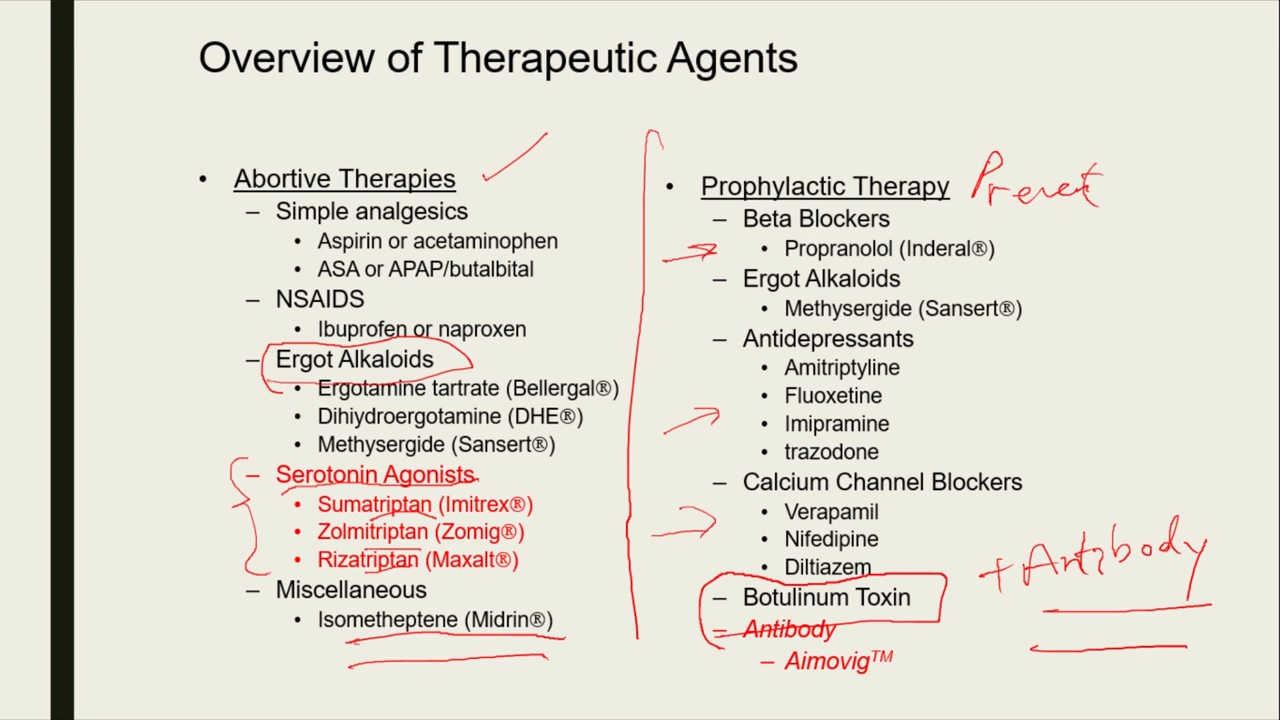 Overview of Therapeutic Agents
• Abortive Therapies
– Simple analgesics
• Aspirin or acetaminophen
• ASA or APAP/butalbital
– NSAIDS
• Ibuprofen or naproxen
– Ergot Alkaloids
• Ergotamine tartrate (Bellergal®)
• Dihydroergotamine (DHE®)
• Methysergide (Sansert®)
– Serotonin Agonists
• Sumatriptan (Imitrex®)
• Zolmitriptan (Zomig®)
• Rizatriptan (Maxalt®)
– Miscellaneous
• Isometheptene (Midrin®)
• Prophylactic Therapy
– Beta Blockers
• Propranolol (Inderal®)
– Ergot Alkaloids
• Methysergide (Sansert®)
– Antidepressants
• Amitriptyline
• Fluoxetine
• Imipramine
• trazodone
– Calcium Channel Blockers
• Verapamil
• Nifedipine
• Diltiazem
– Botulinum Toxin
– Antibody
– Aimovig™
+ Antibody